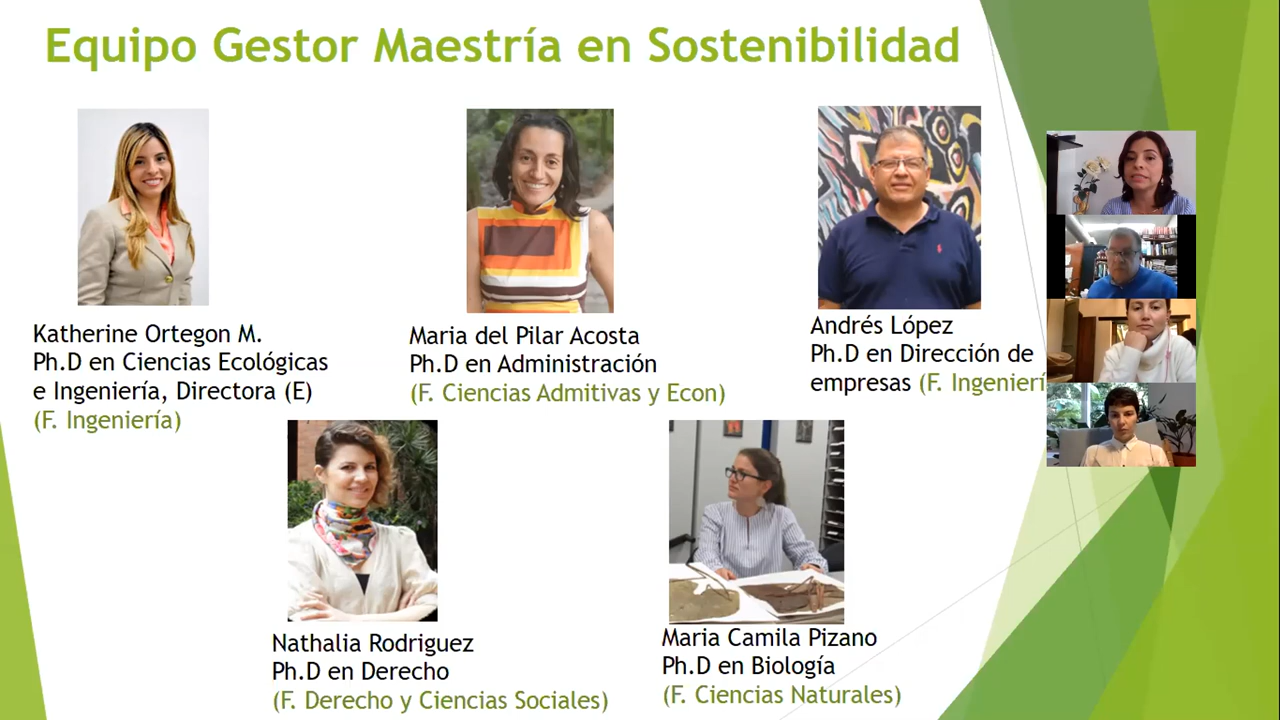 Equipo Gestor Maestría en Sostenibilidad
Katherine Ortegon M.
Ph.D en Ciencias Ecológicas
e Ingeniería, Directora (E)
(F. Ingeniería)
Maria del Pilar Acosta
Ph.D en Administración
(F. Ciencias Admitivas y Econ)
Andrés López
Ph.D en Dirección de
empresas (F. Ingenierí
Nathalia Rodriguez
Ph.D en Derecho
(F. Derecho y Ciencias Sociales)
Maria Camila Pizano
Ph.D en Biología
(F. Ciencias Naturales)